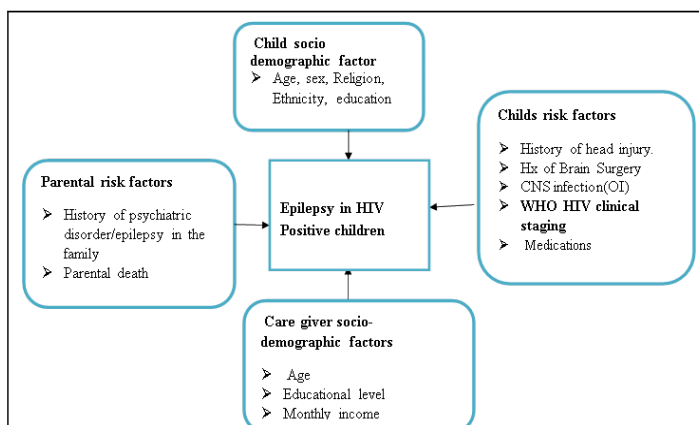 Child socio
demographic factor
➢ Age, sex, Religion,
Ethnicity, education
Childs risk factors
➢ History of head injury.
➢ Hx of Brain Surgery
➢ CNS infection(OI)
➢ WHO HIV clinical
staging
➢ Medications
Parental risk factors
➢ History of psychiatric
disorder/epilepsy in the
family
➢ Parental death
Epilepsy in HIV
Positive children
Care giver socio-
demographic factors
➢ Age
➢ Educational level
➢ Monthly income